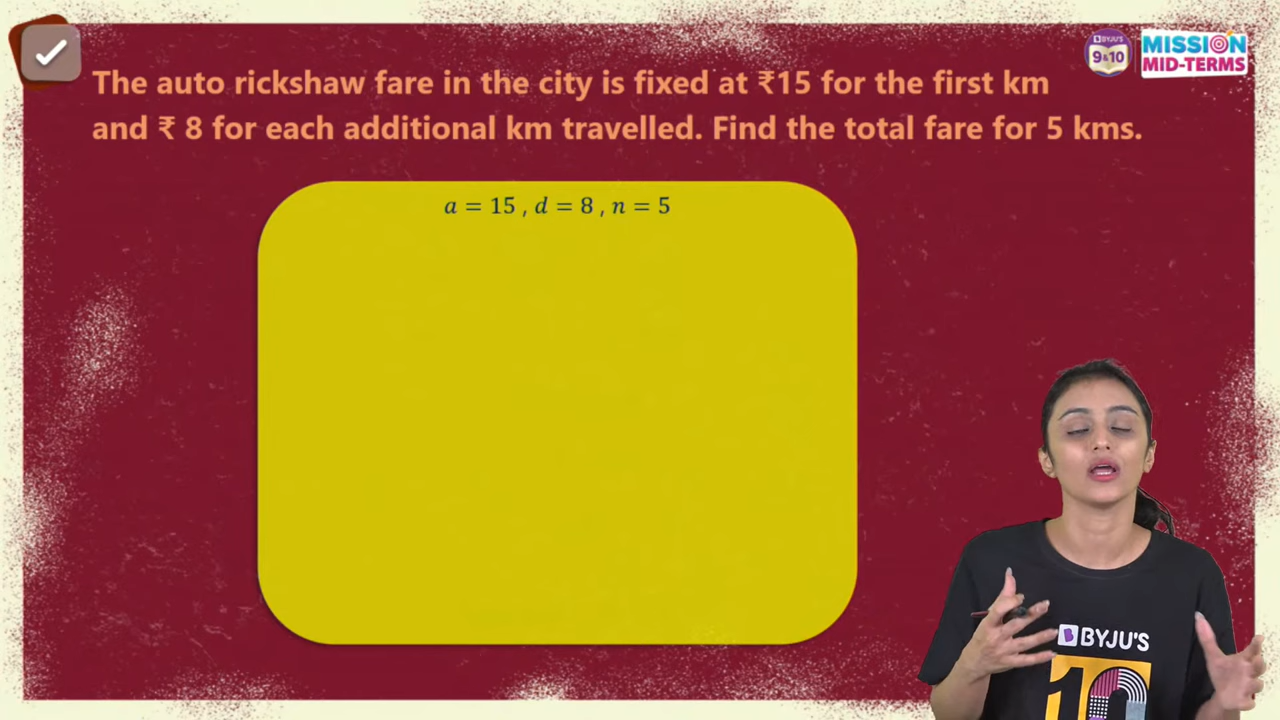 BYJU'S
9&10
MISSION
MID-TERMS
The auto rickshaw fare in the city is fixed at ₹15 for the first km
and ₹ 8 for each additional km travelled. Find the total fare for 5 kms.
a = 15 , d = 8 , n = 5
BYJU'S
10